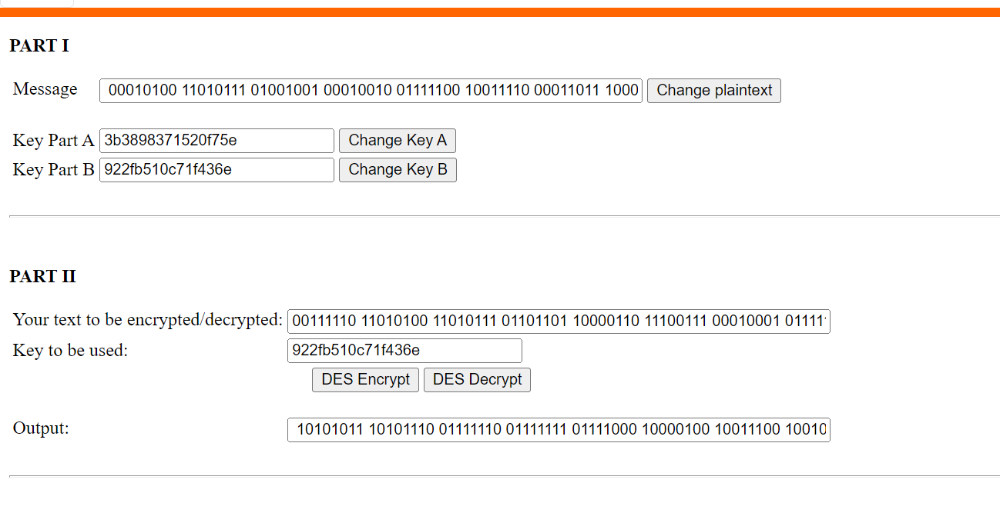 PART I
Message 00010100 11010111 01001001 00010010 01111100 10011110 00011011 1000 Change plaintext
Key Part A 3b3898371520f75e Change Key A
Key Part B 922fb510c71f436e Change Key B
PART II
Your text to be encrypted/decrypted: 00111110 11010100 11010111 01101101 10000110 11100111 00010001 01111
Key to be used: 922fb510c71f436e
DES Encrypt DES Decrypt
Output: 10101011 10101110 01111110 01111111 01111000 10000100 10011100 10010